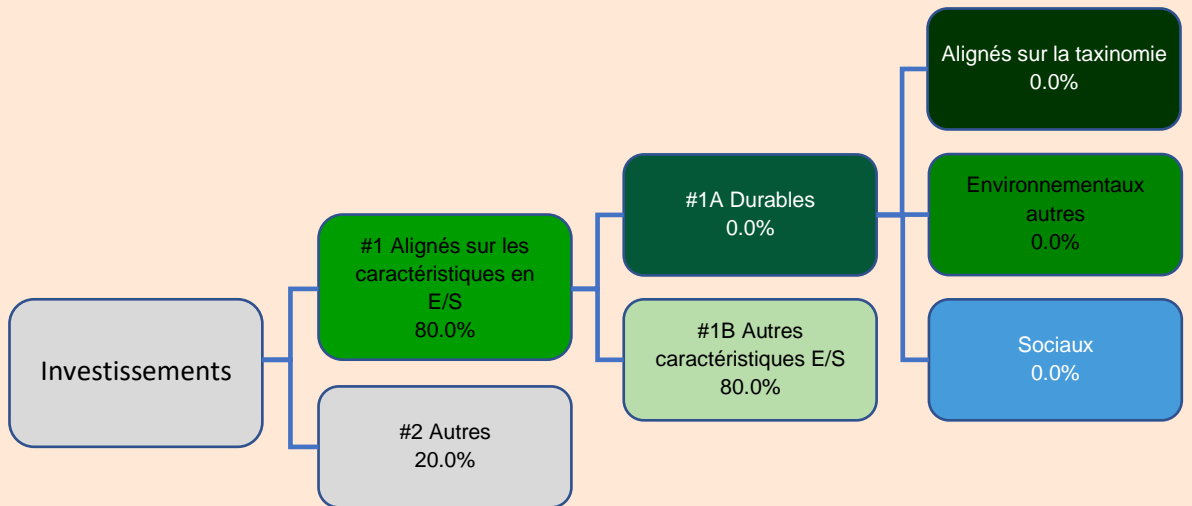 Investissements
#1 Alignés sur les
caractéristiques en
E/S
80.0%
#2 Autres
20.0%
#1A Durables
0.0%
#1B Autres
caractéristiques E/S
80.0%
Alignés sur la taxinomie
0.0%
Environnementaux
autres
0.0%
Sociaux
0.0%